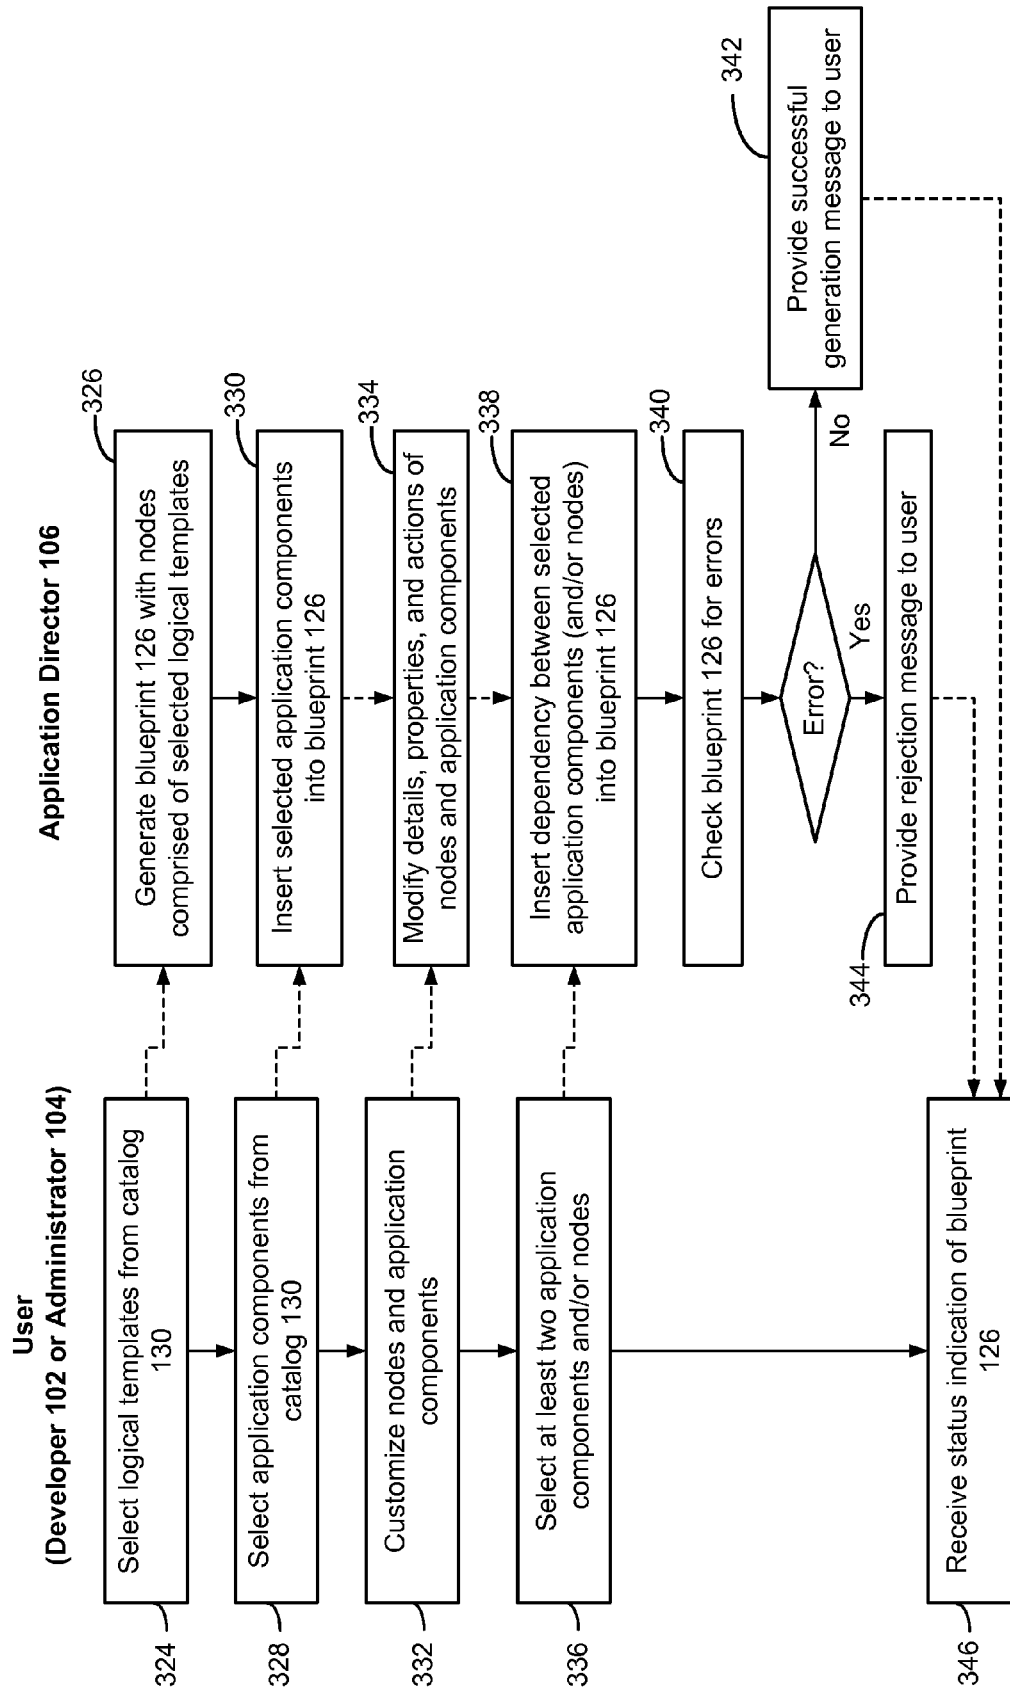 User
(Developer 102 or Administrator 104)
Application Director 106
324
Select logical templates from catalog
130
326
Generate blueprint 126 with nodes
comprised of selected logical templates
328
Select application components from
catalog 130
330
Insert selected application components
into blueprint 126
332
Customize nodes and application
components
334
Modify details, properties, and actions of
nodes and application components
336
Select at least two application
components and/or nodes
338
Insert dependency between selected
application components (and/or nodes)
into blueprint 126
340
Check blueprint 126 for errors
Error?
No
Yes
342
Provide successful
generation message to user
344
Provide rejection message to user
346
Receive status indication of blueprint
126